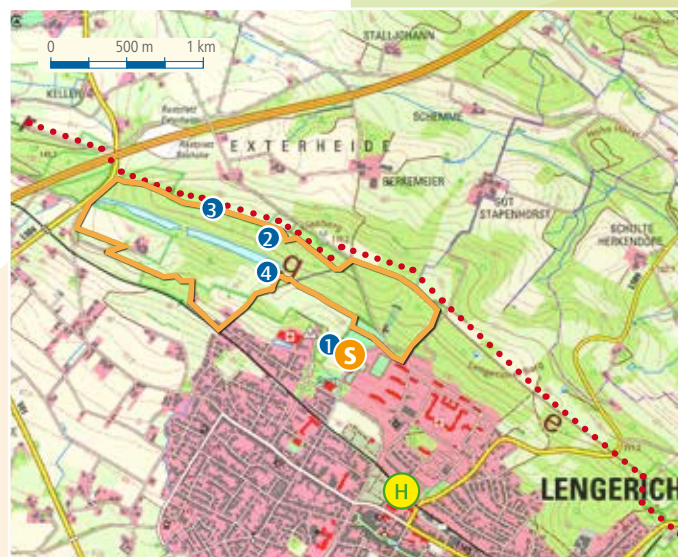 0 500 m 1 km
STALLJOHANN
KELLER
SCHEMME
EXTERHEIDE
BERKEMEIER
GUT
STAPENHORST
SCHULTE
HERKENDORF
3
2
q
4
1
S
e
H
LENGERICH